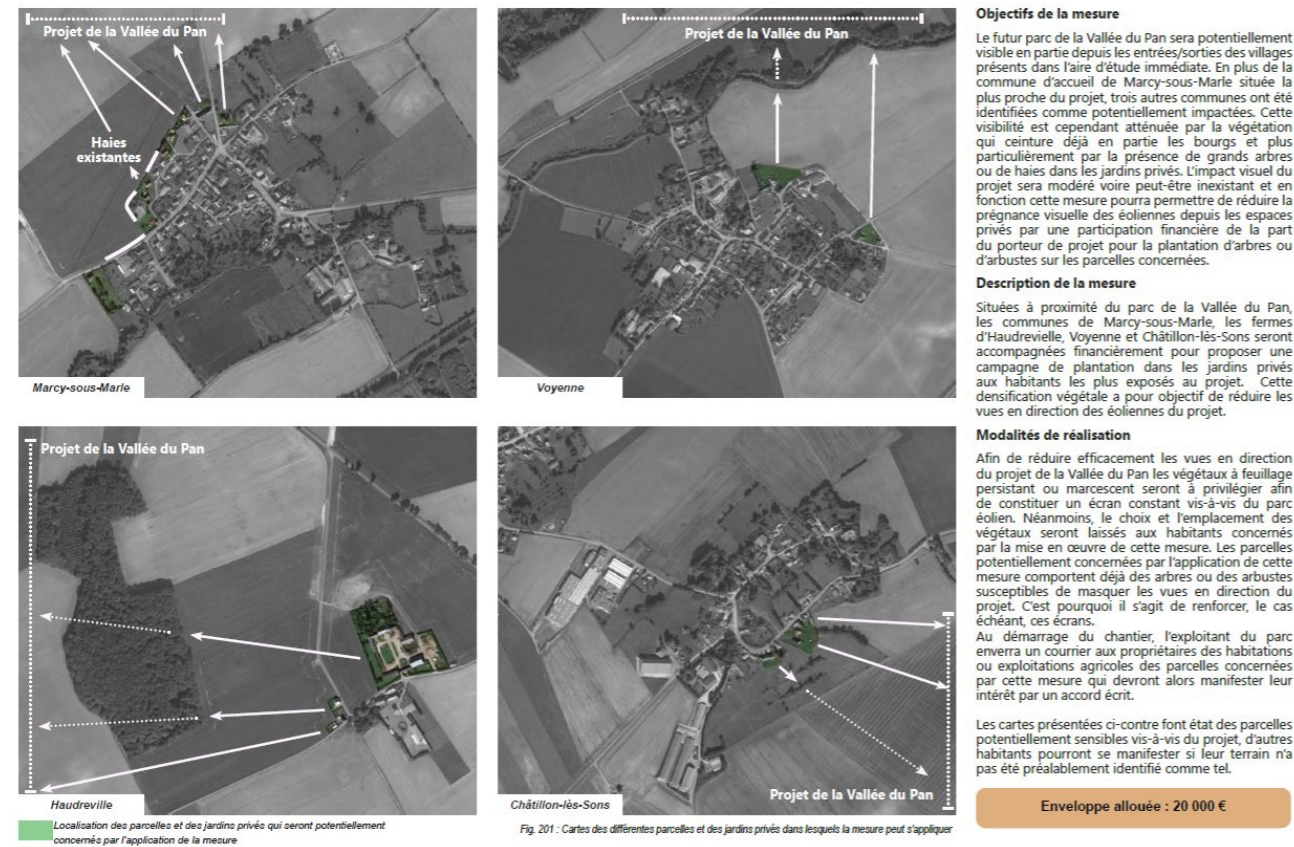 Projet de la Vallée du Pan
Haies
existantes
Marcy-sous-Marle
Projet de la Vallée du Pan
Voyenne
Projet de la Vallée du Pan
Haudreville
Projet de la Vallée du Pan
Châtillon-lès-Sons
Localisation des parcelles et des jardins privés qui seront potentiellement
concernés par l'application de la mesure
Fig. 201 : Cartes des différentes parcelles et des jardins privés dans lesquels la mesure peut s'appliquer
Objectifs de la mesure
Le futur parc de la Vallée du Pan sera potentiellement
visible en partie depuis les entrées/sorties des villages
présents dans l'aire d'étude immédiate. En plus de la
commune d'accueil de Marcy-sous-Marle située la
plus proche du projet, trois autres communes ont été
identifiées comme potentiellement impactées. Cette
visibilité est cependant atténuée par la végétation
qui ceinture déjà en partie les bourgs et plus
particulièrement par la présence de grands arbres
ou de haies dans les jardins privés. L'impact visuel du
projet sera modéré voire peut-être inexistant et en
fonction cette mesure pourra permettre de réduire la
prégnance visuelle des éoliennes depuis les espaces
privés par une participation financière de la part
du porteur de projet pour la plantation d'arbres ou
d'arbustes sur les parcelles concernées.
Description de la mesure
Situées à proximité du parc de la Vallée du Pan,
les communes de Marcy-sous-Marle, les fermes
d'Haudrevielle, Voyenne et Châtillon-lès-Sons seront
accompagnées financièrement pour proposer une
campagne de plantation dans les jardins privés
aux habitants les plus exposés au projet. Cette
densification végétale a pour objectif de réduire les
vues en direction des éoliennes du projet.
Modalités de réalisation
Afin de réduire efficacement les vues en direction
du projet de la Vallée du Pan les végétaux à feuillage
persistant ou marcescent seront à privilégier afin
de constituer un écran constant vis-à-vis du parc
éolien. Néanmoins, le choix et l'emplacement des
végétaux seront laissés aux habitants concernés
par la mise en œuvre de cette mesure. Les parcelles
potentiellement concernées par l'application de cette
mesure comportent déjà des arbres ou des arbustes
susceptibles de masquer les vues en direction du
projet. C'est pourquoi il s'agit de renforcer, le cas
échéant, ces écrans.
Au démarrage du chantier, l'exploitant du parc
enverra un courrier aux propriétaires des habitations
ou exploitations agricoles des parcelles concernées
par cette mesure qui devront alors manifester leur
intérêt par un accord écrit.
Les cartes présentées ci-contre font état des parcelles
potentiellement sensibles vis-à-vis du projet, d'autres
habitants pourront se manifester si leur terrain n'a
pas été préalablement identifié comme tel.
Enveloppe allouée : 20 000 €